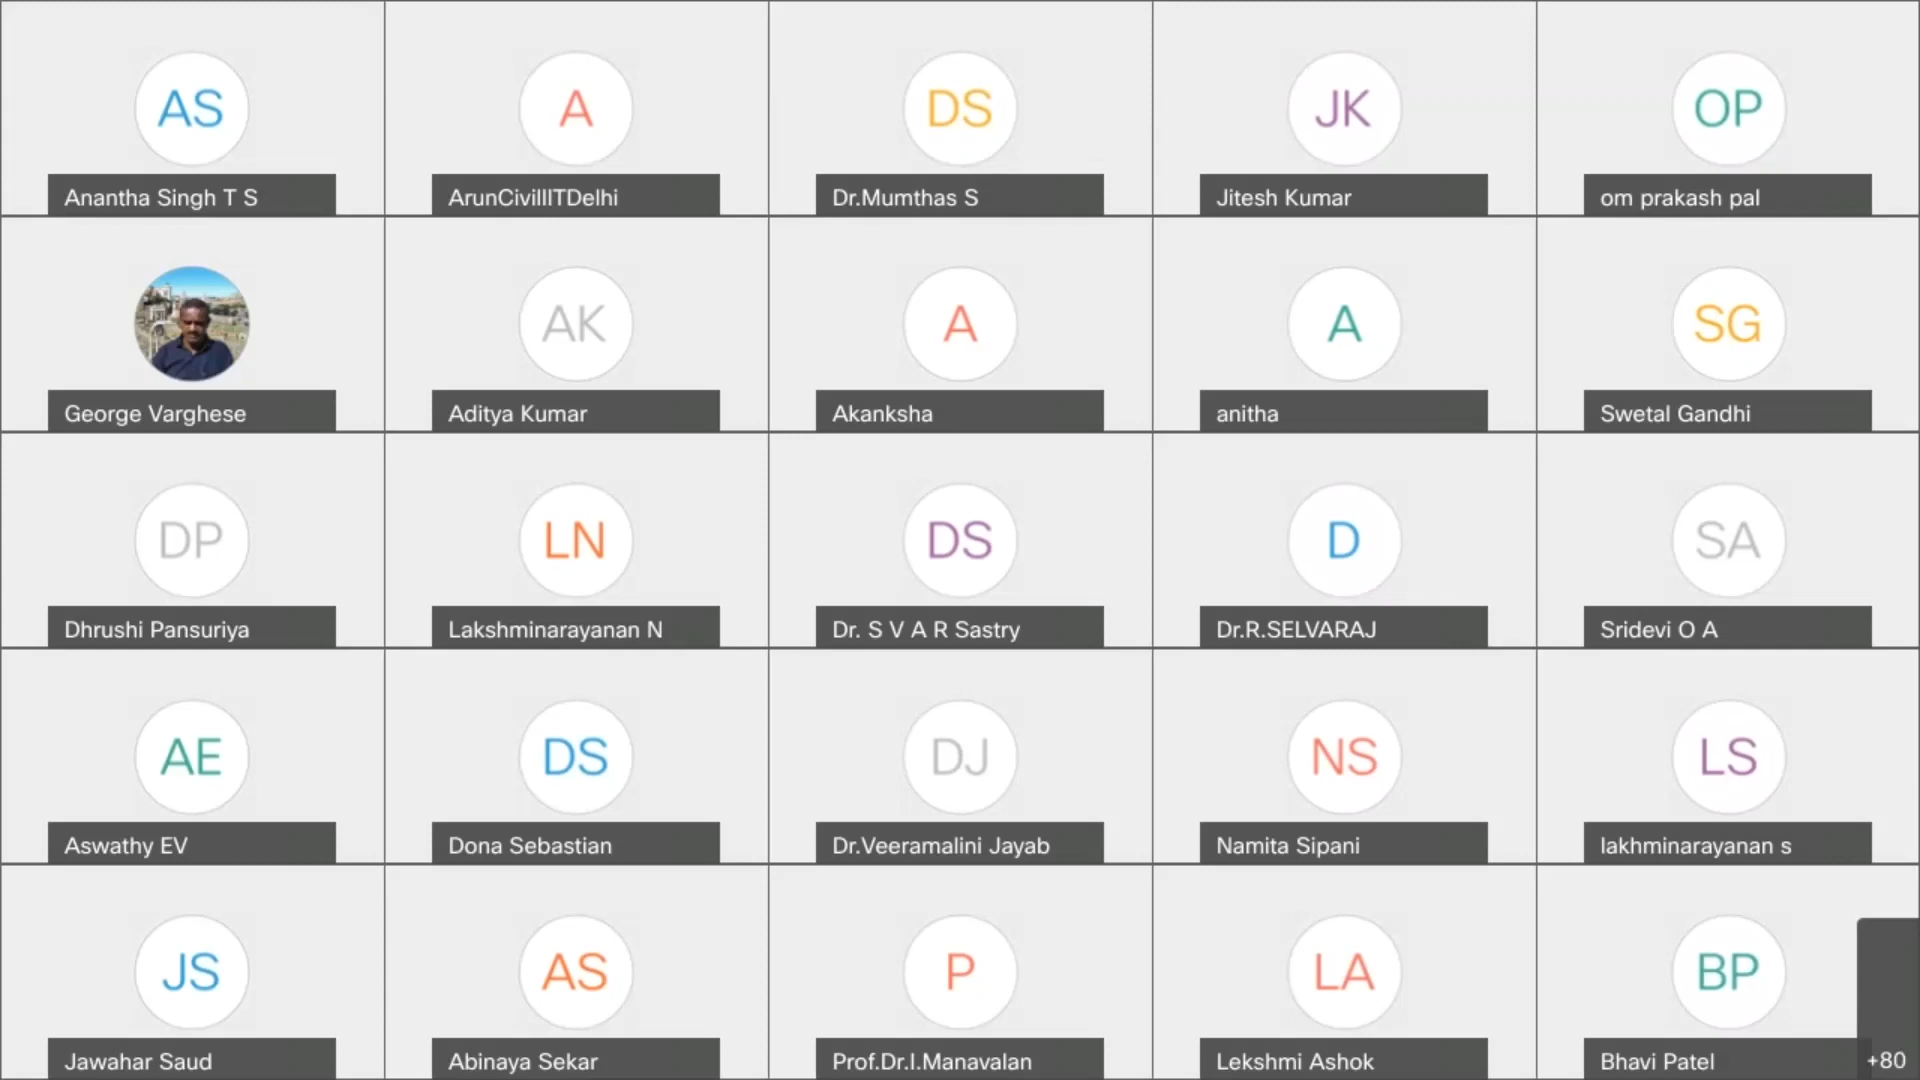 AS
A
DS
JK
OP
Anantha Singh T S
ArunCivilIITDelhi
Dr.Mumthas S
Jitesh Kumar
om prakash pal
AK
A
A
SG
George Varghese
Aditya Kumar
Akanksha
anitha
Swetal Gandhi
DP
LN
DS
D
SA
Dhrushi Pansuriya
Lakshminarayanan N
Dr. S V A R Sastry
Dr.R.SELVARAJ
Sridevi O A
AE
DS
DJ
NS
LS
Aswathy EV
Dona Sebastian
Dr.Veeramalini Jayab
Namita Sipani
lakhminarayanan s
JS
AS
P
LA
BP
Jawahar Saud
Abinaya Sekar
Prof.Dr.I.Manavalan
Lekshmi Ashok
Bhavi Patel
+80